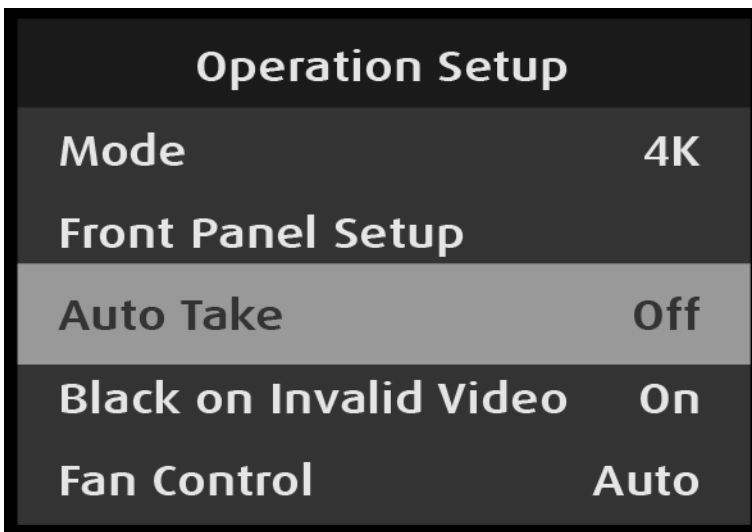 Operation Setup
Mode 4K
Front Panel Setup
Auto Take Off
Black on Invalid Video On
Fan Control Auto